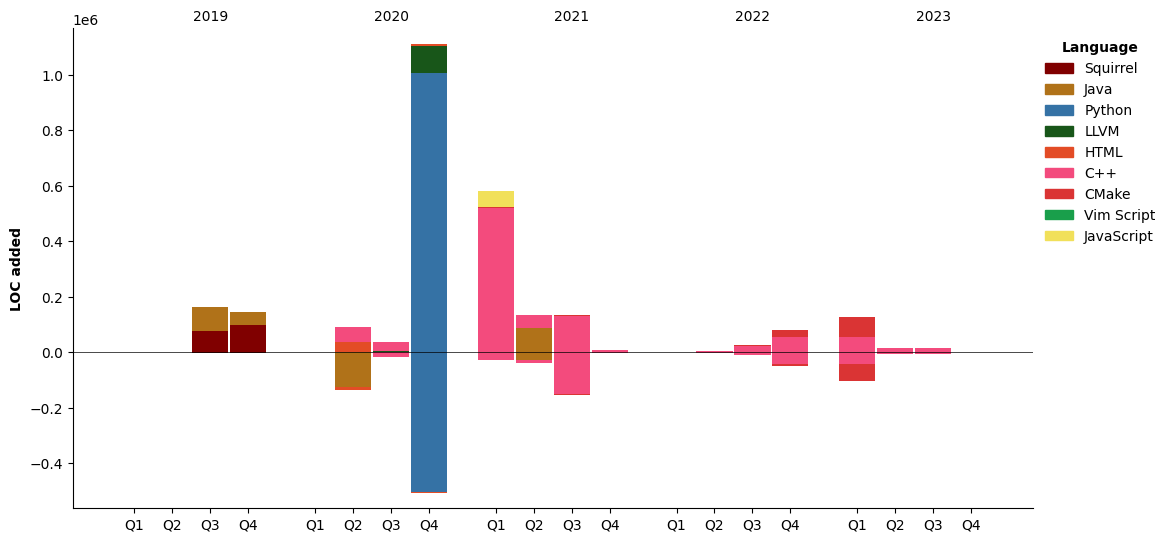 2019 2020 2021 2022 2023
1e6
Language
Squirrel
Java
Python
LLVM
HTML
C++
CMake
Vim Script
JavaScript
LOC added
1.0
0.8
0.6
0.4
0.2
0.0
−0.2
−0.4
Q1 Q2 Q3 Q4 Q1 Q2 Q3 Q4 Q1 Q2 Q3 Q4 Q1 Q2 Q3 Q4 Q1 Q2 Q3 Q4